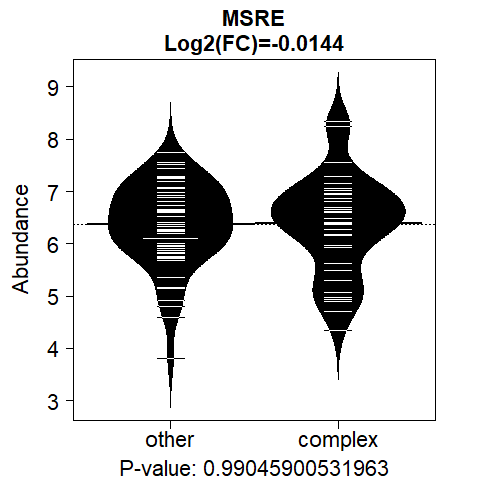 MSRE
Log2(FC)=-0.0144
Abundance
9
8
7
6
5
4
3
other complex
P-value: 0.99045900531963